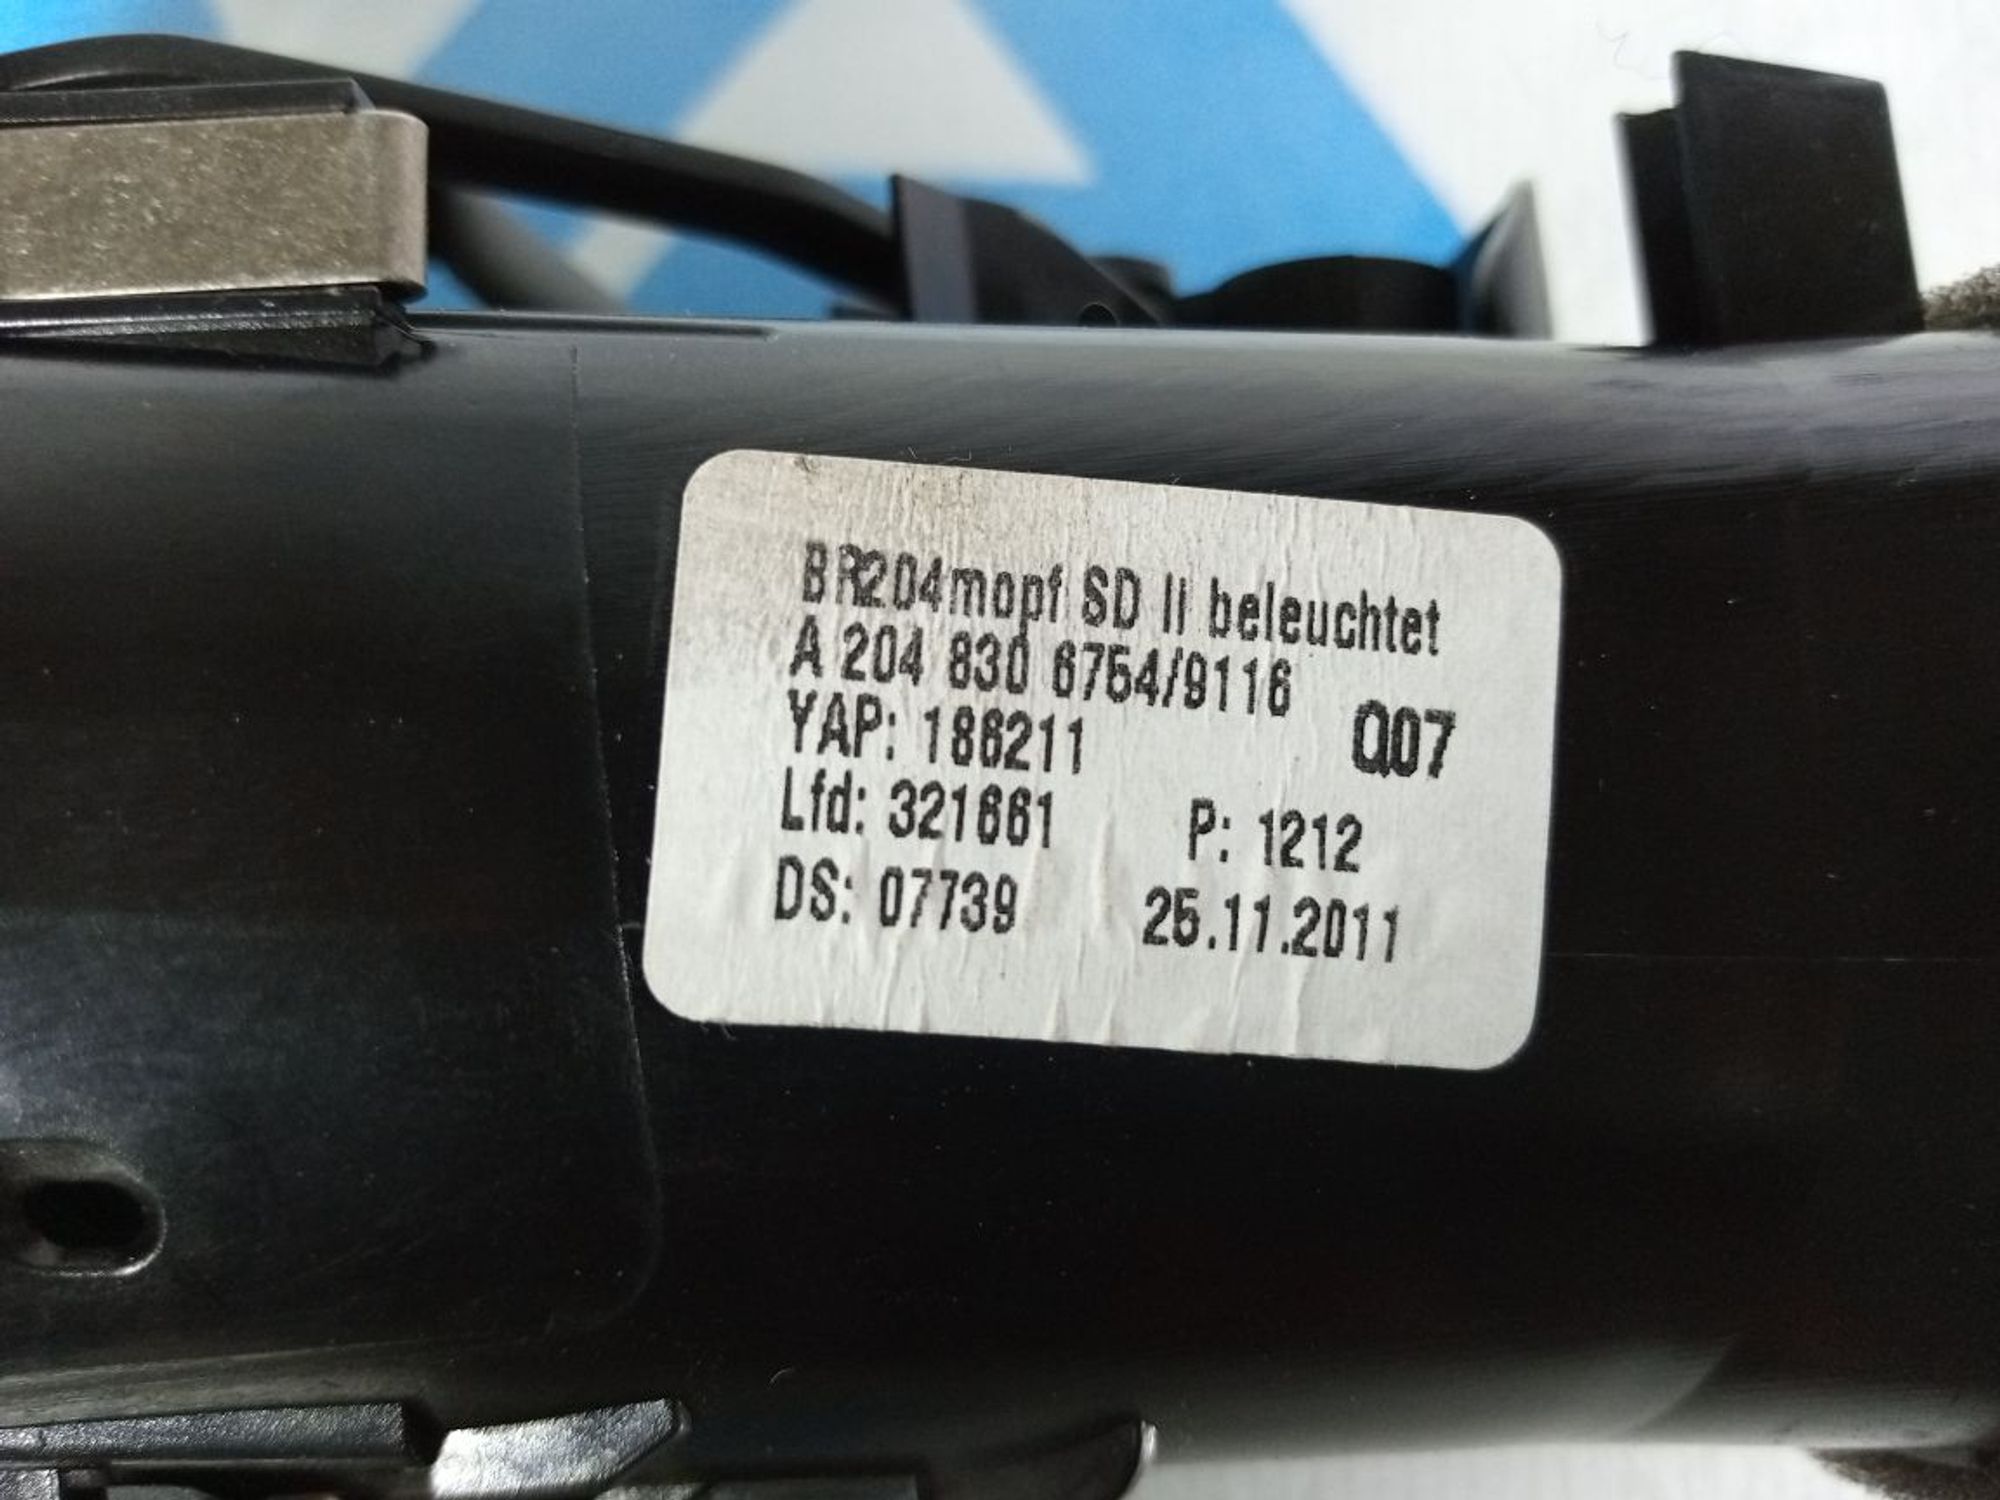 BR204mopf SD II beleuchtet
A 204 830 6754/9116
YAP: 186211
Q07
Lfd: 321661
P: 1212
DS: 07739
25.11.2011